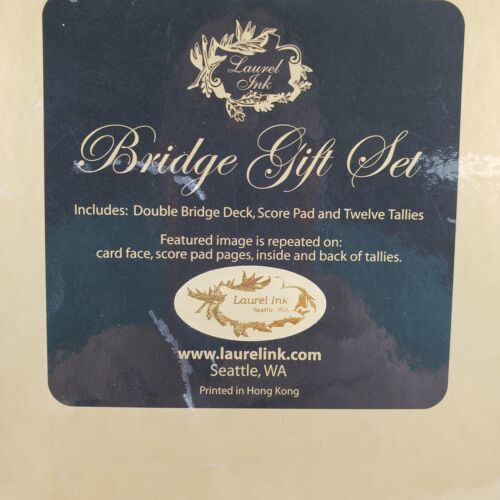 Laurel
Ink
Bridge Gift Set
Includes: Double Bridge Deck, Score Pad and Twelve Tallies
Featured image is repeated on:
card face, score pad pages, inside and back of tallies.
Laurel Ink
Seattle, WA
www.laurelink.com
Seattle, WA
Printed in Hong Kong